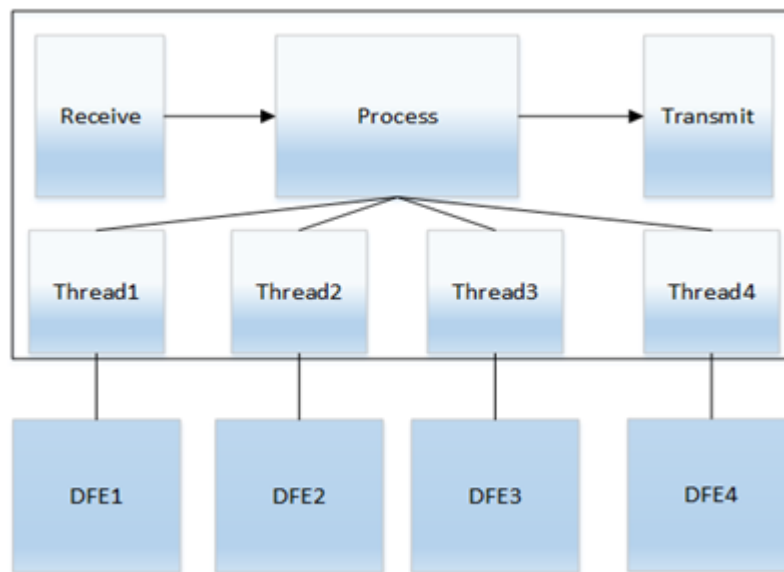 Receive
Process
Transmit
Thread1
Thread2
Thread3
Thread4
DFE1
DFE2
DFE3
DFE4